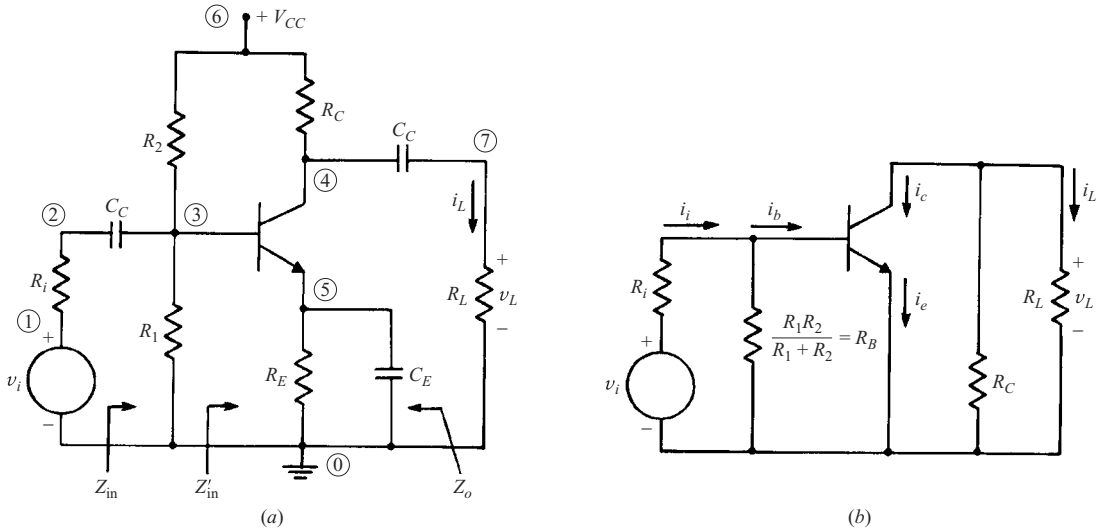 ⑥
+ V_CC
R_C
R_2
C_C
⑦
④
C_C
②
③
i_L
R_i
⑤
+
R_L
v_L
−
①
+
R_1
v_i
R_E
C_E
−
Z_in
Z′_in
⓪
Z_o
(a)
i_c
i_L
i_i
i_b
R_i
+
R_L
v_L
−
i_e
R_1R_2 / R_1 + R_2 = R_B
+
v_i
R_C
−
(b)